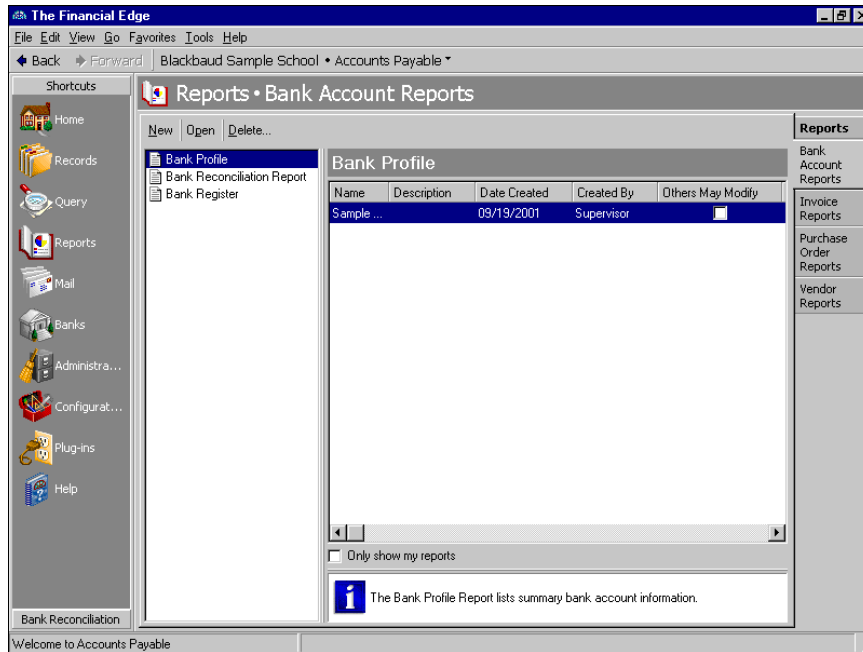 The Financial Edge
File Edit View Go Favorites Tools Help
Back Forward Blackbaud Sample School • Accounts Payable
Shortcuts
Home
Records
Query
Reports
Mail
Banks
Administra...
Configurat...
Plug-ins
Help
Bank Reconciliation
Reports • Bank Account Reports
New Open Delete...
Bank Profile
Bank Reconciliation Report
Bank Register
Bank Profile
Name Description Date Created Created By Others May Modify
Sample ... 09/19/2001 Supervisor
Only show my reports
The Bank Profile Report lists summary bank account information.
Reports
Bank
Account
Reports
Invoice
Reports
Purchase
Order
Reports
Vendor
Reports
Welcome to Accounts Payable